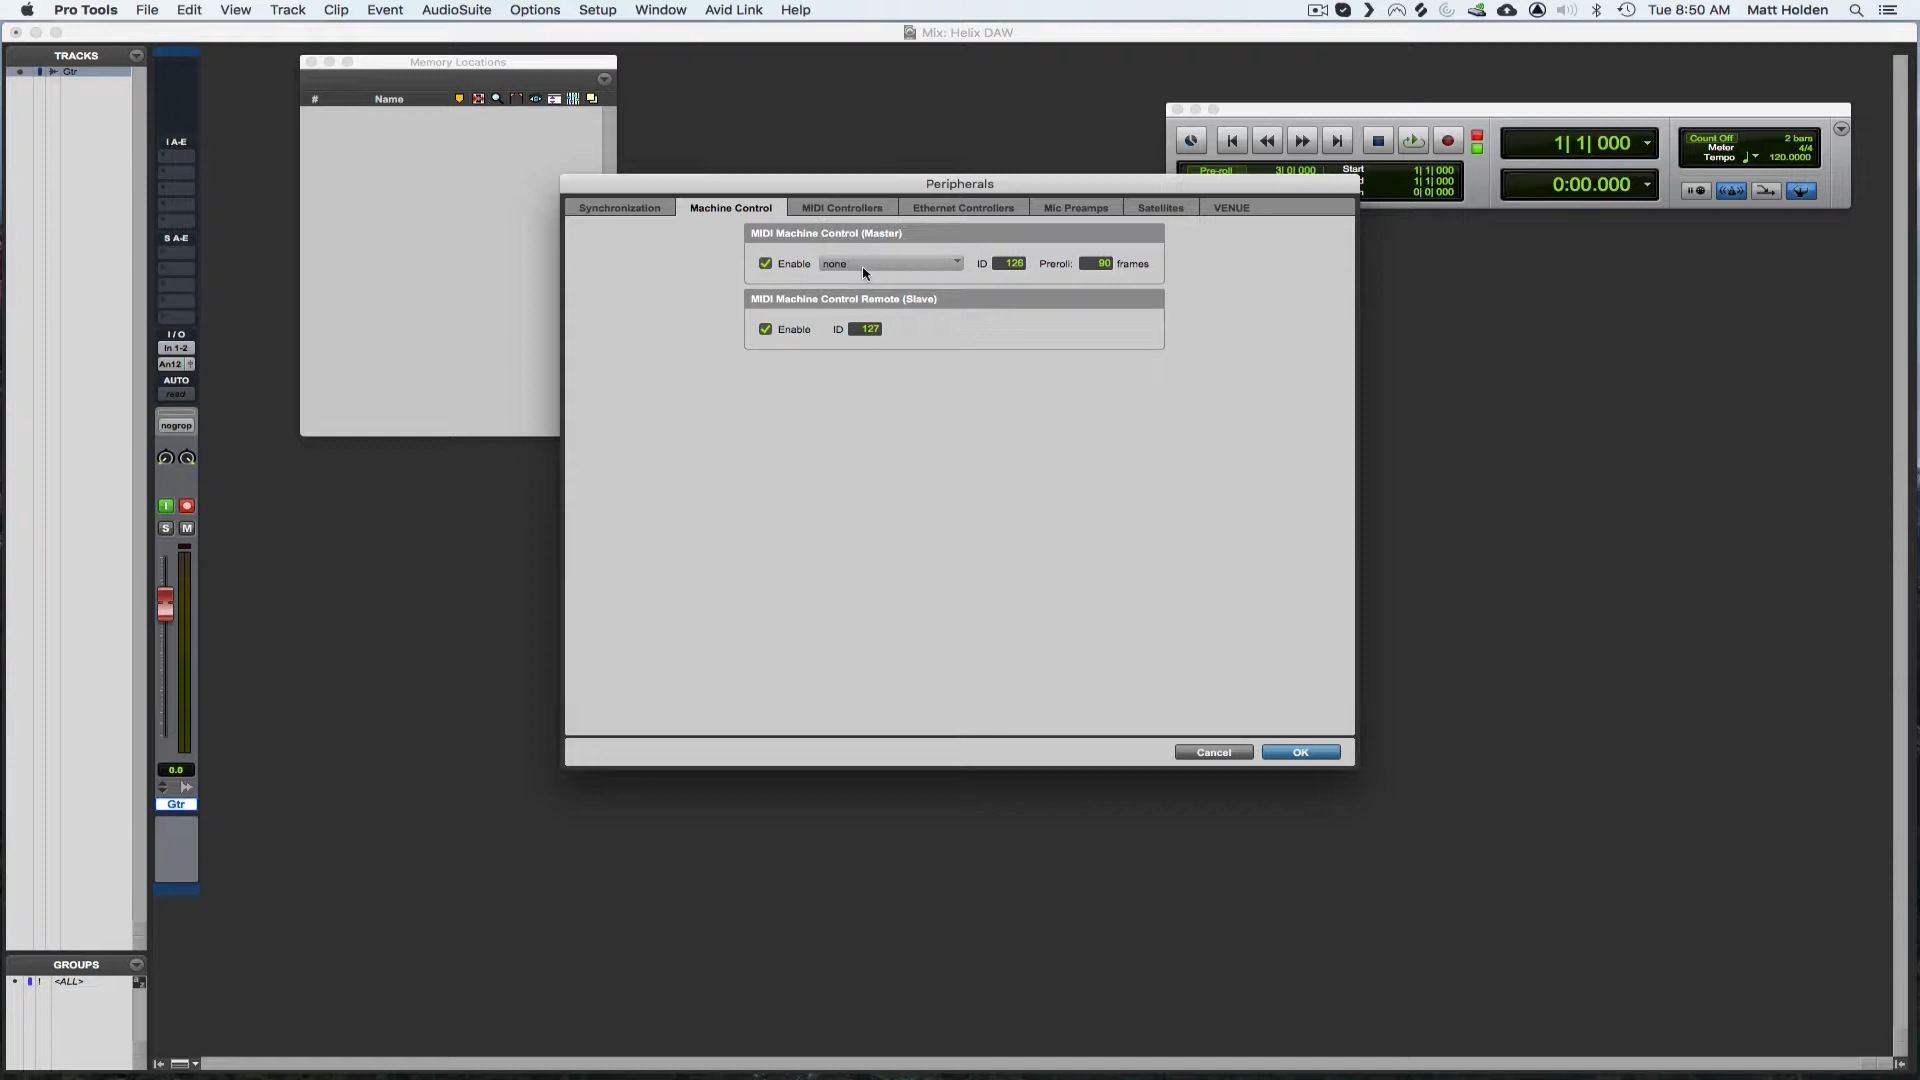 Pro Tools File Edit View Track Clip Event AudioSuite Options Setup Window Avid Link Help Tue 8:50 AM Matt Holden
Mix: Helix DAW
TRACKS
Gtr
Memory Locations
# Name
I A-E
S A-E
I / O
In 1-2
An12
AUTO
read
nogrop
I
S M
0.0
Gtr
GROUPS
! <ALL>
1| 1| 000
0:00.000
Count Off 2 bars
Meter 4/4
Tempo 120.0000
Pre-roll 3| 0| 000
Start 1| 1| 000
1| 1| 000
0| 0| 000
Peripherals
Synchronization Machine Control MIDI Controllers Ethernet Controllers Mic Preamps Satellites VENUE
MIDI Machine Control (Master)
Enable none ID 126 Preroll: 90 frames
MIDI Machine Control Remote (Slave)
Enable ID 127
Cancel OK